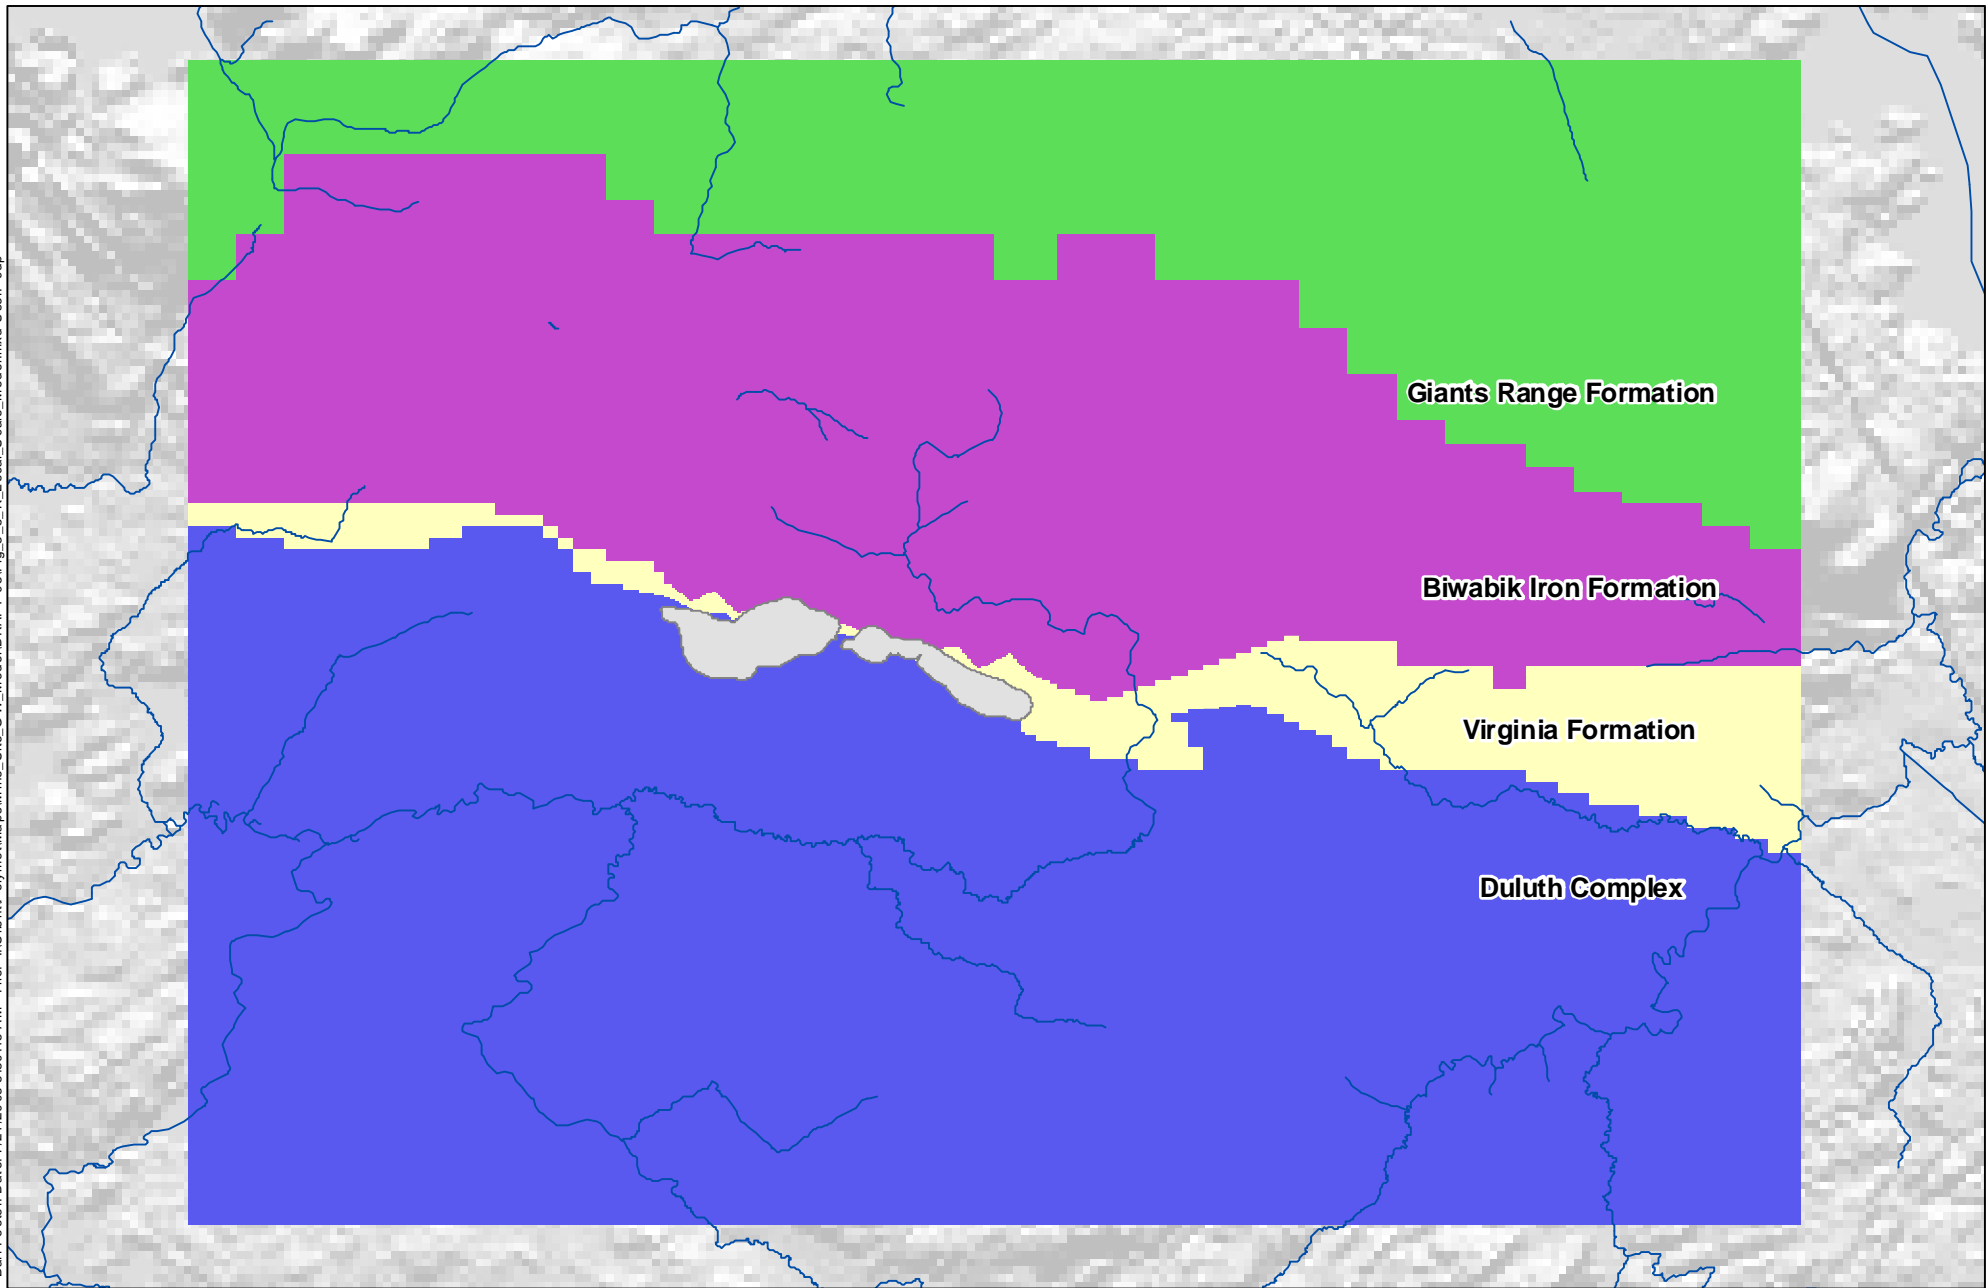 Giants Range Formation
Biwabik Iron Formation
Virginia Formation
Duluth Complex